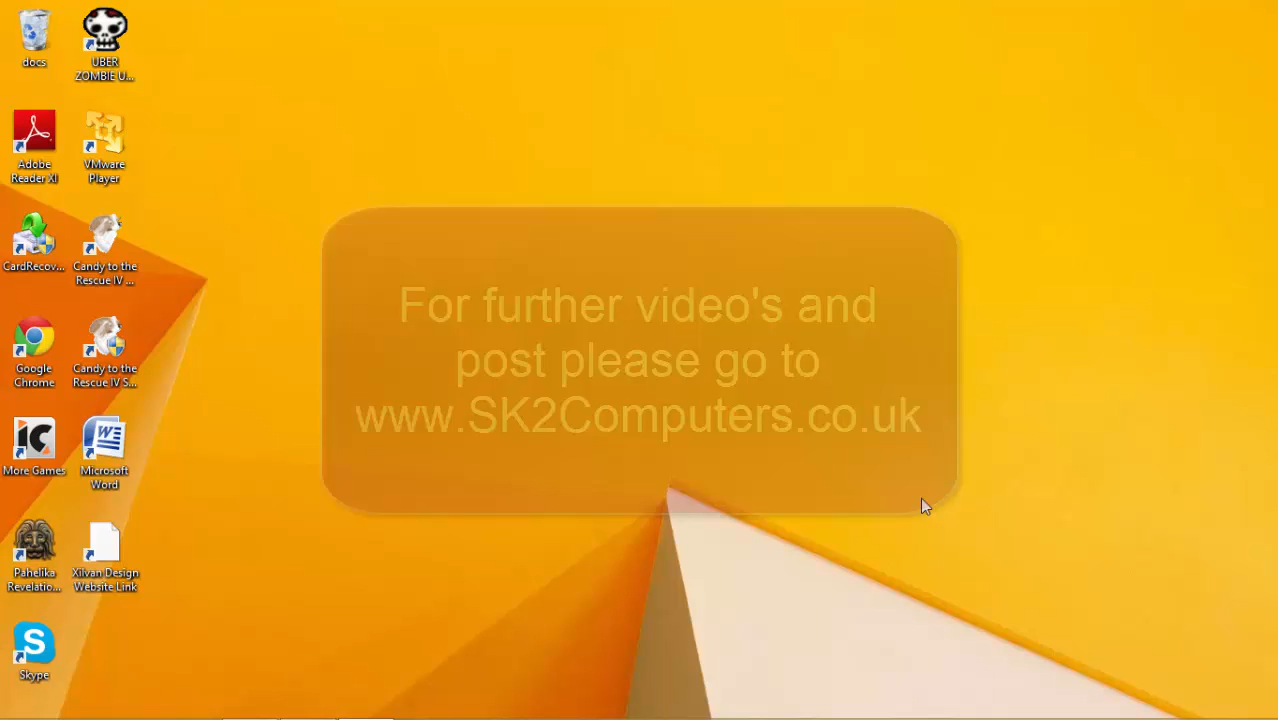 docs
UBER
ZOMBIE U...
Adobe
Reader XI
VMware
Player
CardRecov...
Candy to the
Rescue IV ...
Google
Chrome
Candy to the
Rescue IV S...
More Games
Microsoft
Word
Pahelika
Revelatio...
Xilvan Design
Website Link
Skype
For further video's and
post please go to
www.SK2Computers.co.uk